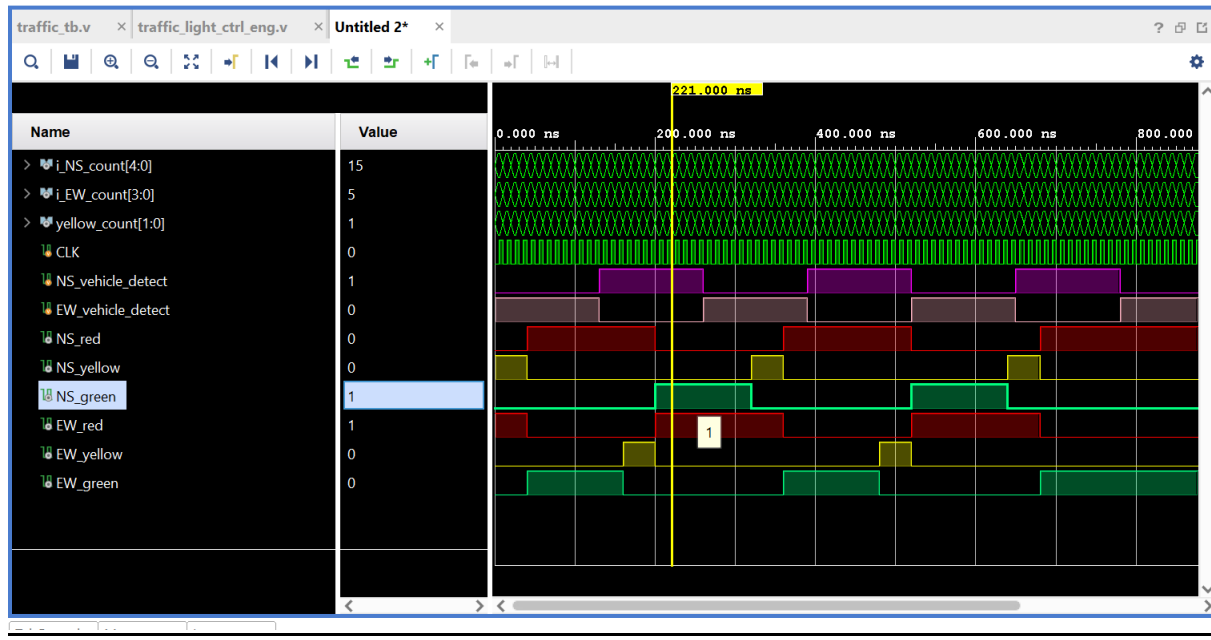 traffic_tb.v × traffic_light_ctrl_eng.v × Untitled 2* ×
?
221.000 ns
Name Value
0.000 ns 200.000 ns 400.000 ns 600.000 ns 800.000
> i_NS_count[4:0] 15
> i_EW_count[3:0] 5
> yellow_count[1:0] 1
CLK 0
NS_vehicle_detect 1
EW_vehicle_detect 0
NS_red 0
NS_yellow 0
NS_green 1
EW_red 1
1
EW_yellow 0
EW_green 0